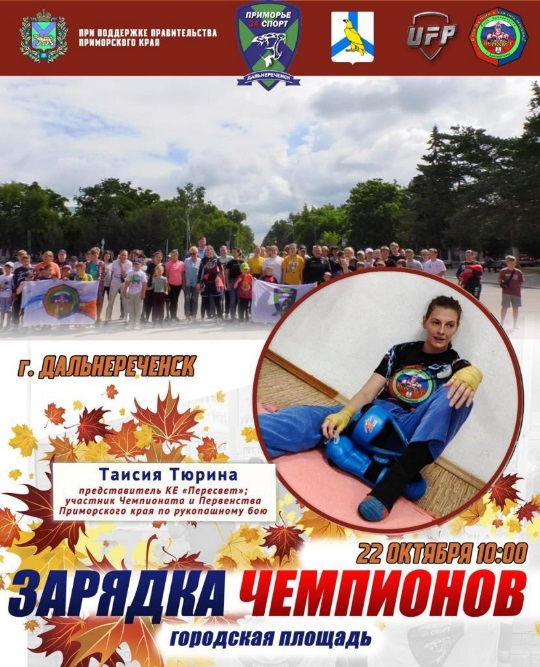 ПРИ ПОДДЕРЖКЕ ПРАВИТЕЛЬСТВА
ПРИМОРСКОГО КРАЯ
ПРИМОРЬЕ
ЗА СПОРТ
ДАЛЬНЕРЕЧЕНСК
UFP
г. ДАЛЬНЕРЕЧЕНСК
Таисия Тюрина
представитель КЕ «Пересвет»;
участник Чемпионата и Первенства
Приморского края по рукопашному бою
22 ОКТЯБРЯ 10:00
ЗАРЯДКА ЧЕМПИОНОВ
городская площадь